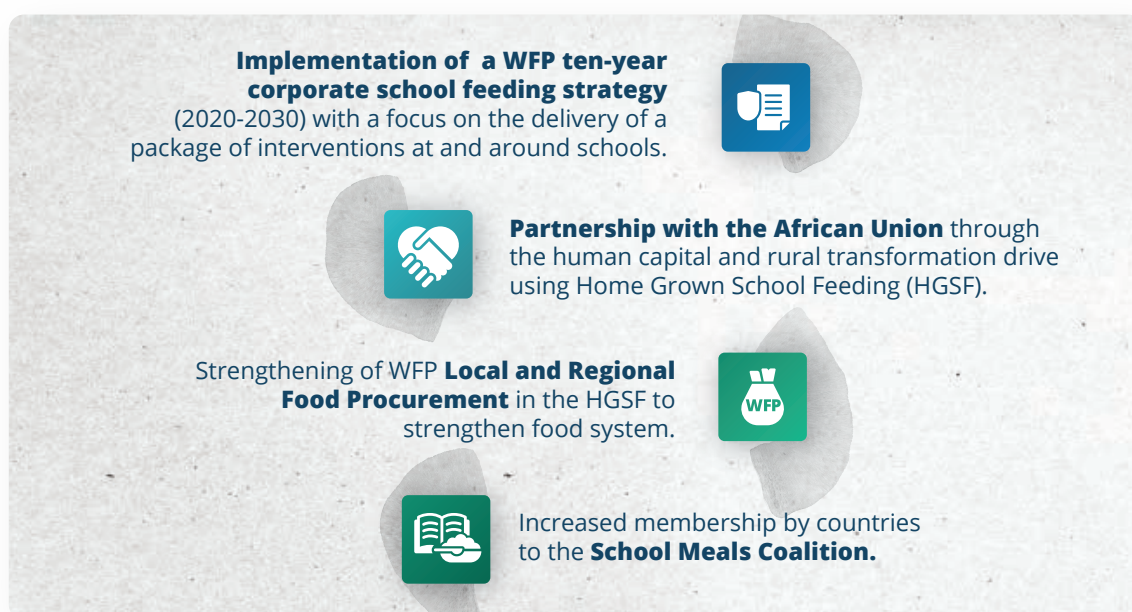 Implementation of a WFP ten-year
corporate school feeding strategy
(2020-2030) with a focus on the delivery of a
package of interventions at and around schools.
Partnership with the African Union through
the human capital and rural transformation drive
using Home Grown School Feeding (HGSF).
Strengthening of WFP Local and Regional
Food Procurement in the HGSF to
strengthen food system.
WFP
Increased membership by countries
to the School Meals Coalition.